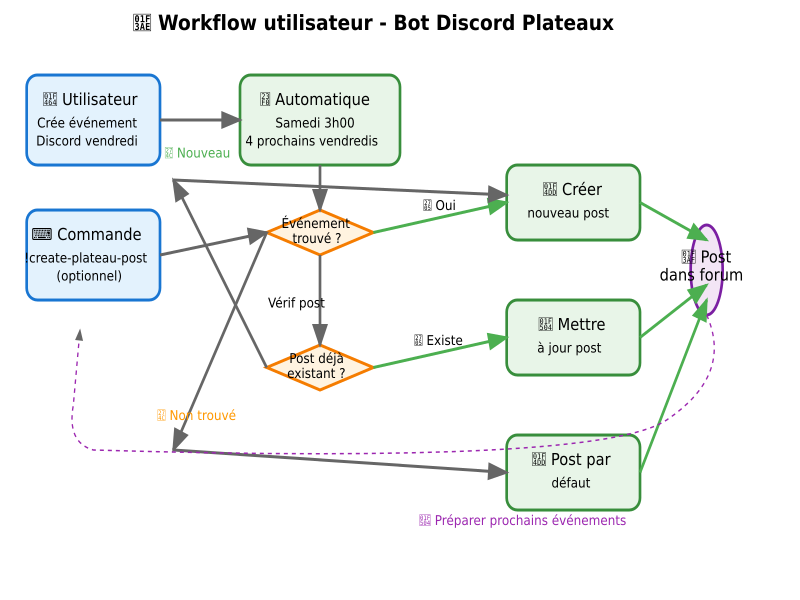 Workflow utilisateur - Bot Discord Plateaux
Utilisateur
Crée événement
Discord vendredi
Automatique
Samedi 3h00
4 prochains vendredis
Nouveau
Créer
nouveau post
Oui
Événement
trouvé ?
⌨ Commande
!create-plateau-post
(optionnel)
Post
dans forum
Vérif post
Mettre
à jour post
Existe
Post déjà
existant ?
Non trouvé
Post par
défaut
Préparer prochains événements